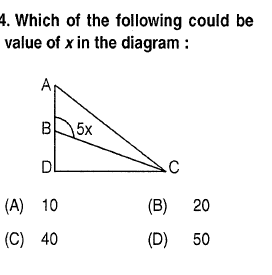 4. Which of the following could be
value of x in the diagram :
A
B 5x
D C
(A) 10 (B) 20
(C) 40 (D) 50